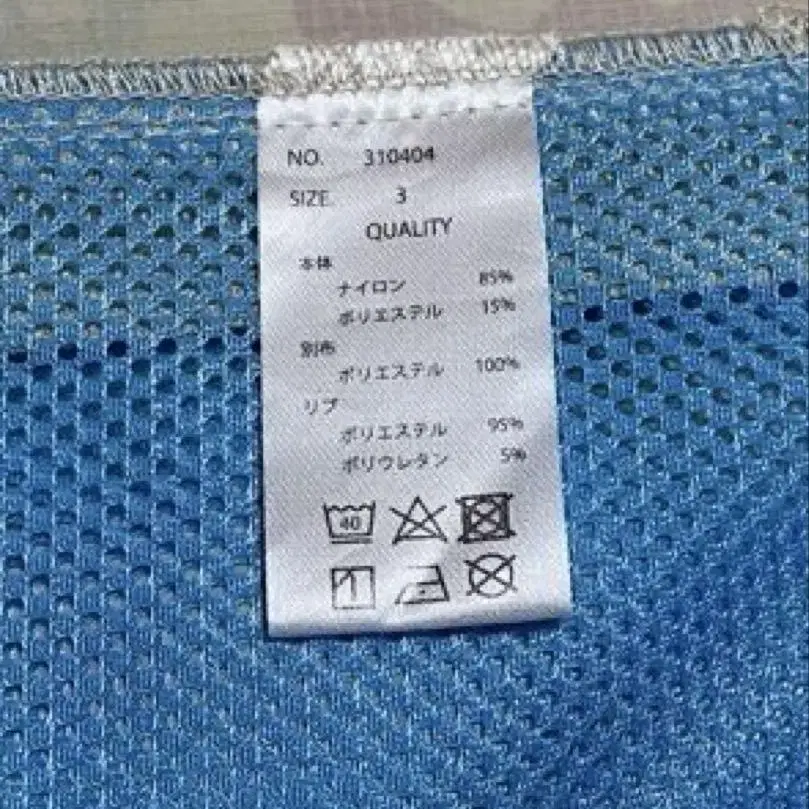 NO. 310404
SIZE 3
QUALITY
本体
ナイロン 85%
ポリエステル 15%
別布
ポリエステル 100%
リブ
ポリエステル 95%
ポリウレタン 5%
40